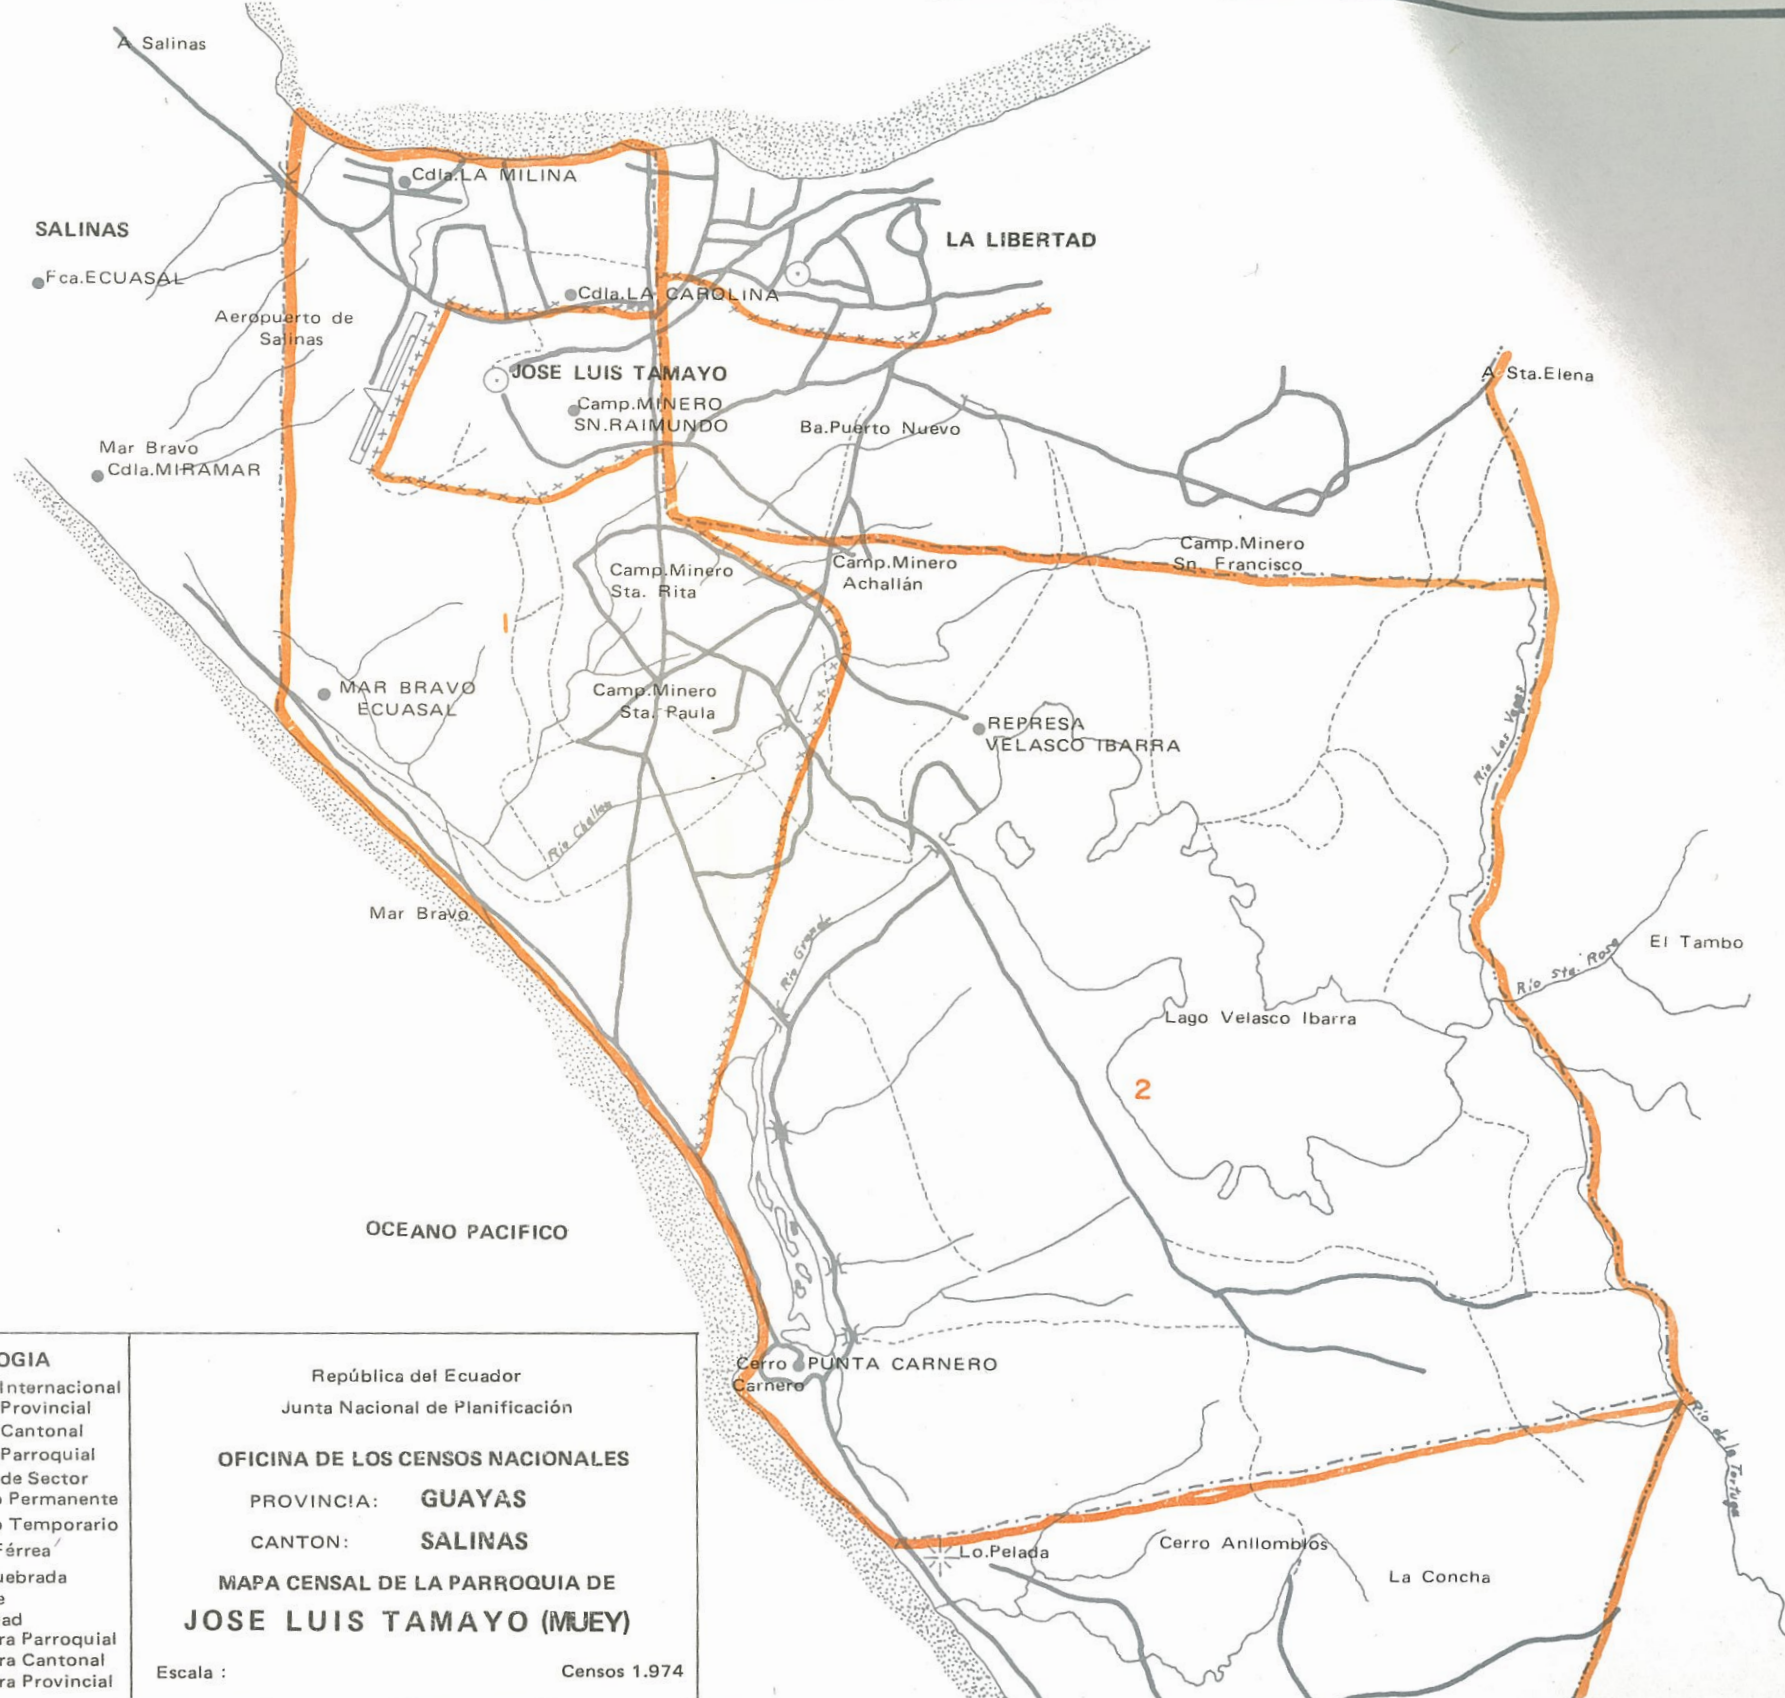 A Salinas
Cdla.LA MILINA
SALINAS
LA LIBERTAD
Fca.ECUASAL
Cdla.LA CAROLINA
Aeropuerto de
Salinas
JOSE LUIS TAMAYO
A Sta.Elena
Camp.MINERO
SN.RAIMUNDO
Ba.Puerto Nuevo
Mar Bravo
Cdla.MIRAMAR
Camp.Minero
Sn. Francisco
Camp.Minero
Sta. Rita
Camp.Minero
Achallán
1
MAR BRAVO
ECUASAL
Camp.Minero
Sta. Paula
REPRESA
VELASCO IBARRA
Río Las Vegas
Río
Mar Bravo
Río Grande
El Tambo
Río Sta. Rosa
Lago Velasco Ibarra
2
OCEANO PACIFICO
Cerro
Carnero
PUNTA CARNERO
Río de la Tortuga
Lo.Pelada
Cerro Anllombios
La Concha
OGIA
Internacional
Provincial
Cantonal
Parroquial
de Sector
o Permanente
o Temporario
Férrea
uebrada
e
ad
ra Parroquial
ra Cantonal
ra Provincial
República del Ecuador
Junta Nacional de Planificación
OFICINA DE LOS CENSOS NACIONALES
PROVINCIA: GUAYAS
CANTON: SALINAS
MAPA CENSAL DE LA PARROQUIA DE
JOSE LUIS TAMAYO (MUEY)
Escala : Censos 1.974